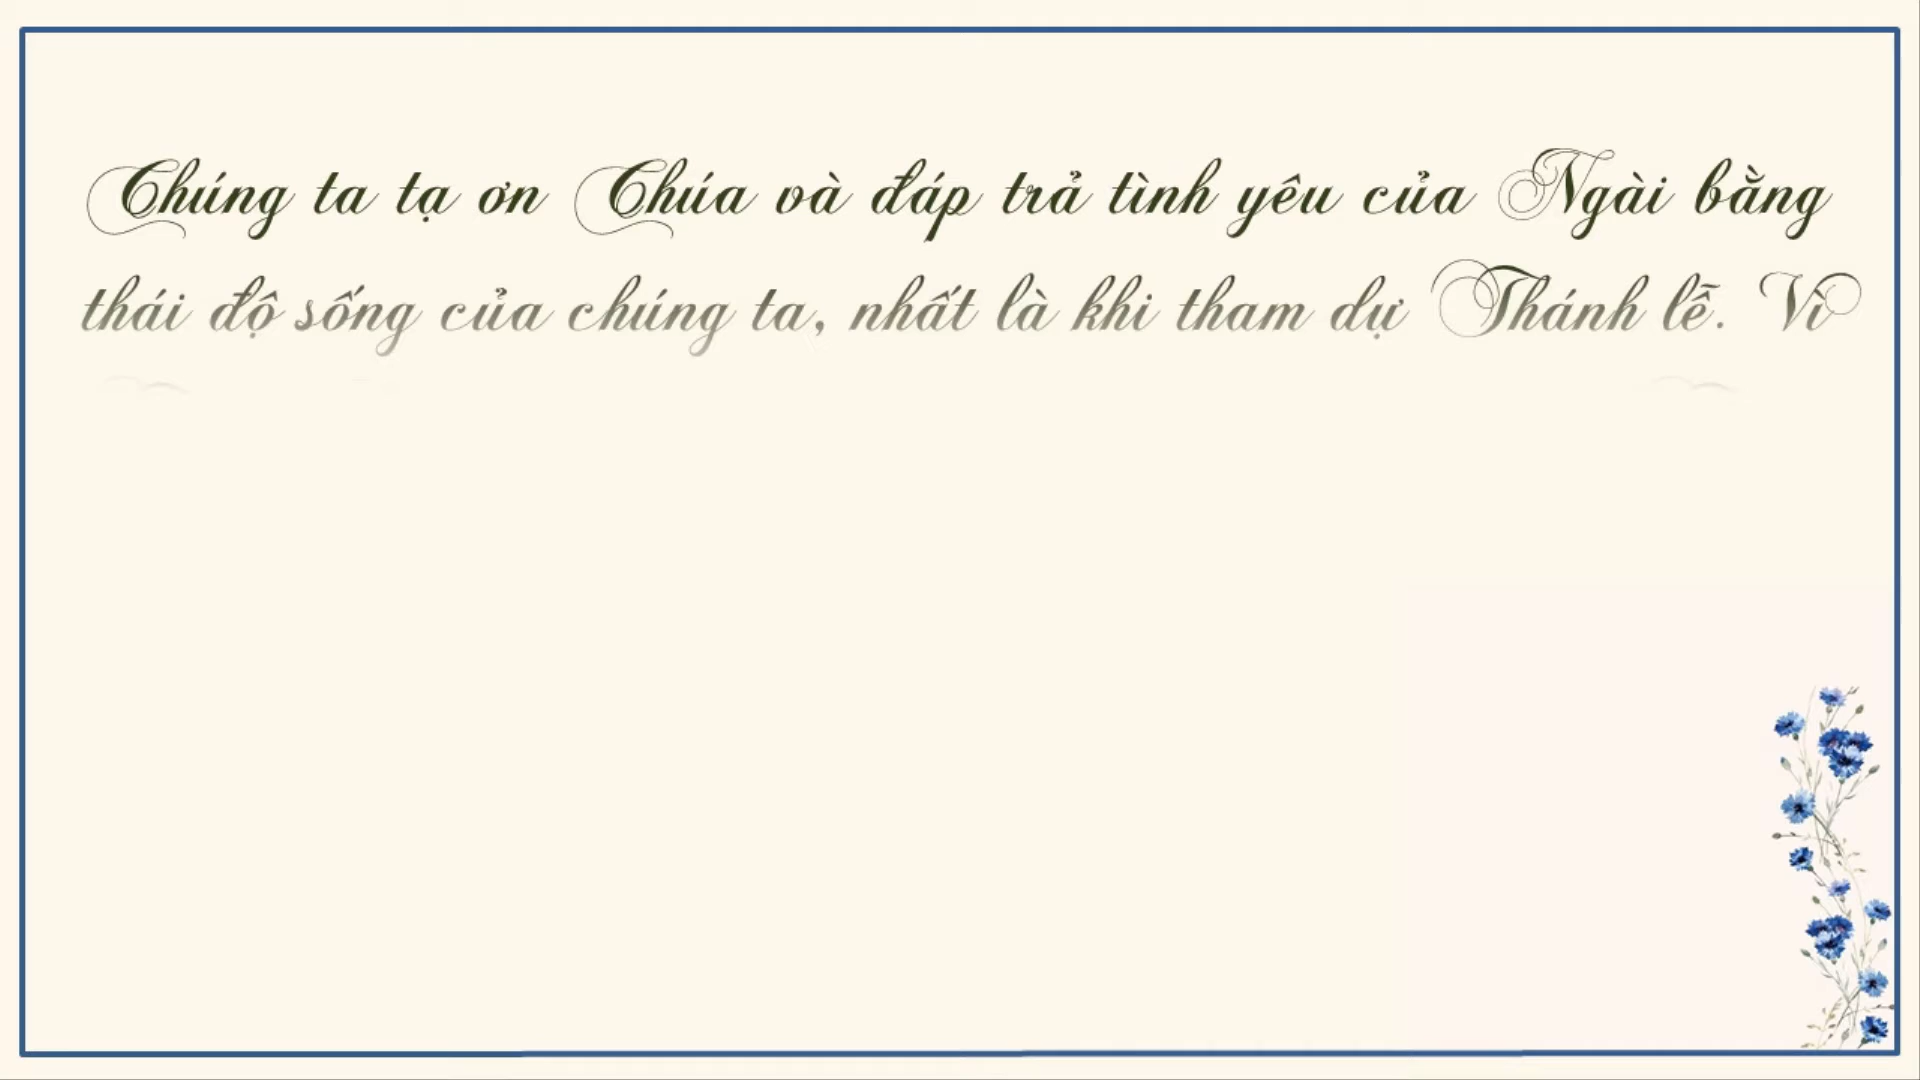 Chúng ta tạ ơn Chúa và đáp trả tình yêu của Ngài bằng
thái độ sống của chúng ta, nhất là khi tham dự Thánh lễ. Vì